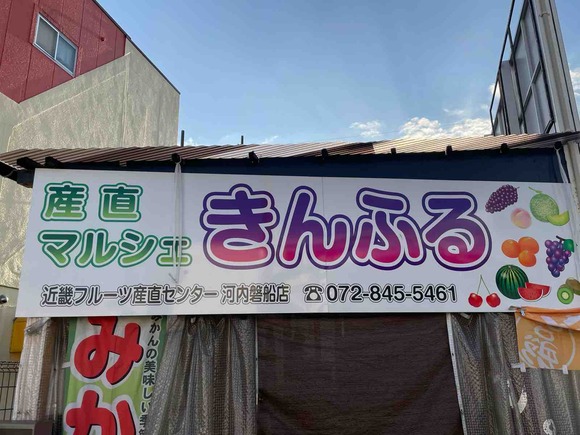 産直
マルシェ
きんふる
近畿フルーツ産直センター 河内磐船店 ☎072-845-5461
みか
かんの美味しい季